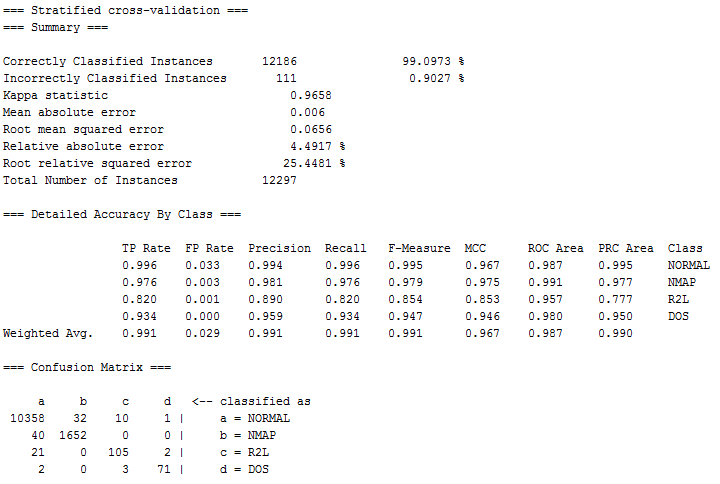 === Stratified cross-validation ===
=== Summary ===
Correctly Classified Instances 12186 99.0973 %
Incorrectly Classified Instances 111 0.9027 %
Kappa statistic 0.9658
Mean absolute error 0.006
Root mean squared error 0.0656
Relative absolute error 4.4917 %
Root relative squared error 25.4481 %
Total Number of Instances 12297
=== Detailed Accuracy By Class ===
TP Rate FP Rate Precision Recall F-Measure MCC ROC Area PRC Area Class
0.996 0.033 0.994 0.996 0.995 0.967 0.987 0.995 NORMAL
0.976 0.003 0.981 0.976 0.979 0.975 0.991 0.977 NMAP
0.820 0.001 0.890 0.820 0.854 0.853 0.957 0.777 R2L
0.934 0.000 0.959 0.934 0.947 0.946 0.980 0.950 DOS
Weighted Avg. 0.991 0.029 0.991 0.991 0.991 0.967 0.987 0.990
=== Confusion Matrix ===
a b c d <-- classified as
10358 32 10 1 | a = NORMAL
40 1652 0 0 | b = NMAP
21 0 105 2 | c = R2L
2 0 3 71 | d = DOS